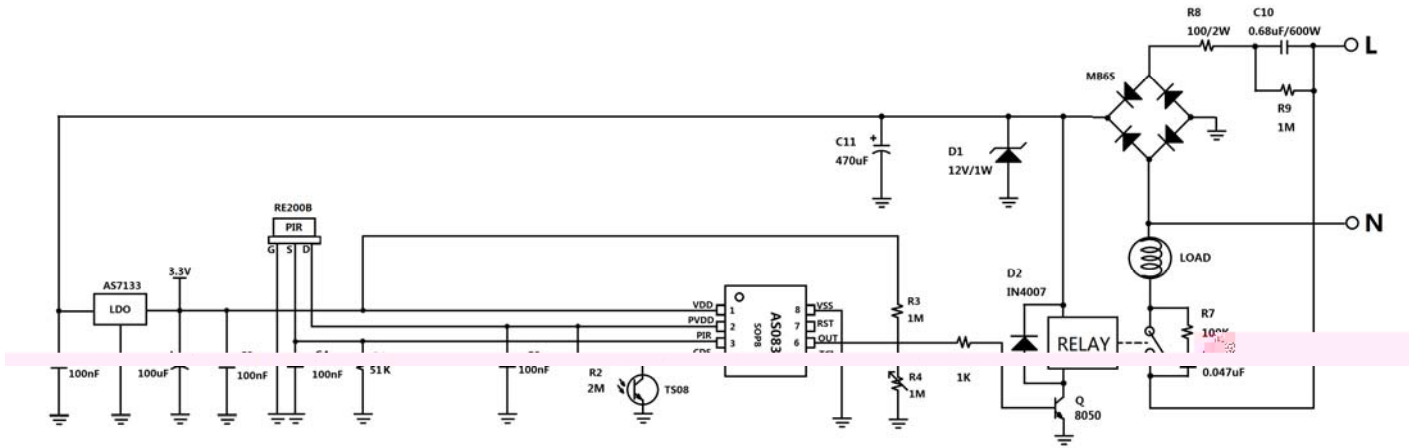 R8
C10
100/2W
0.68uF/600W
L
MB6S
R9
1M
C11
+
470uF
D1
12V/1W
RE200B
PIR
G S D
N
LOAD
3.3V
AS7133
LDO
D2
IN4007
VDD 1
PVDD 2
PIR 3
AS083
SOP8
8 VSS
7 RST
6 OUT
R3
1M
R7
RELAY
100nF
100uF
100nF
100nF
51K
100nF
R2
2M
TS08
R4
1M
1K
0.047uF
Q
8050